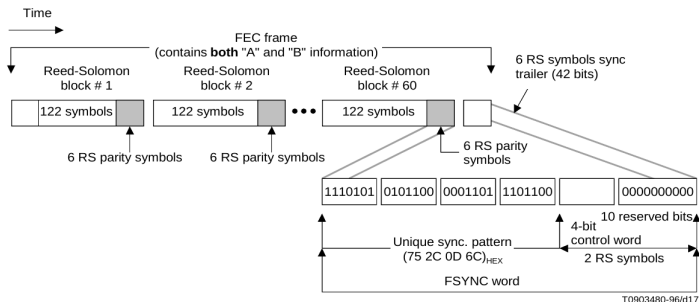 Time
FEC frame
(contains both "A" and "B" information)
6 RS symbols sync
trailer (42 bits)
Reed-Solomon
block # 1
Reed-Solomon
block # 2
Reed-Solomon
block # 60
122 symbols
122 symbols
122 symbols
6 RS parity symbols
6 RS parity symbols
6 RS parity
symbols
1110101 0101100 0001101 1101100 0000000000
10 reserved bits
4-bit
control word
Unique sync. pattern
(75 2C 0D 6C)HEX
2 RS symbols
FSYNC word
T0903480-96/d17